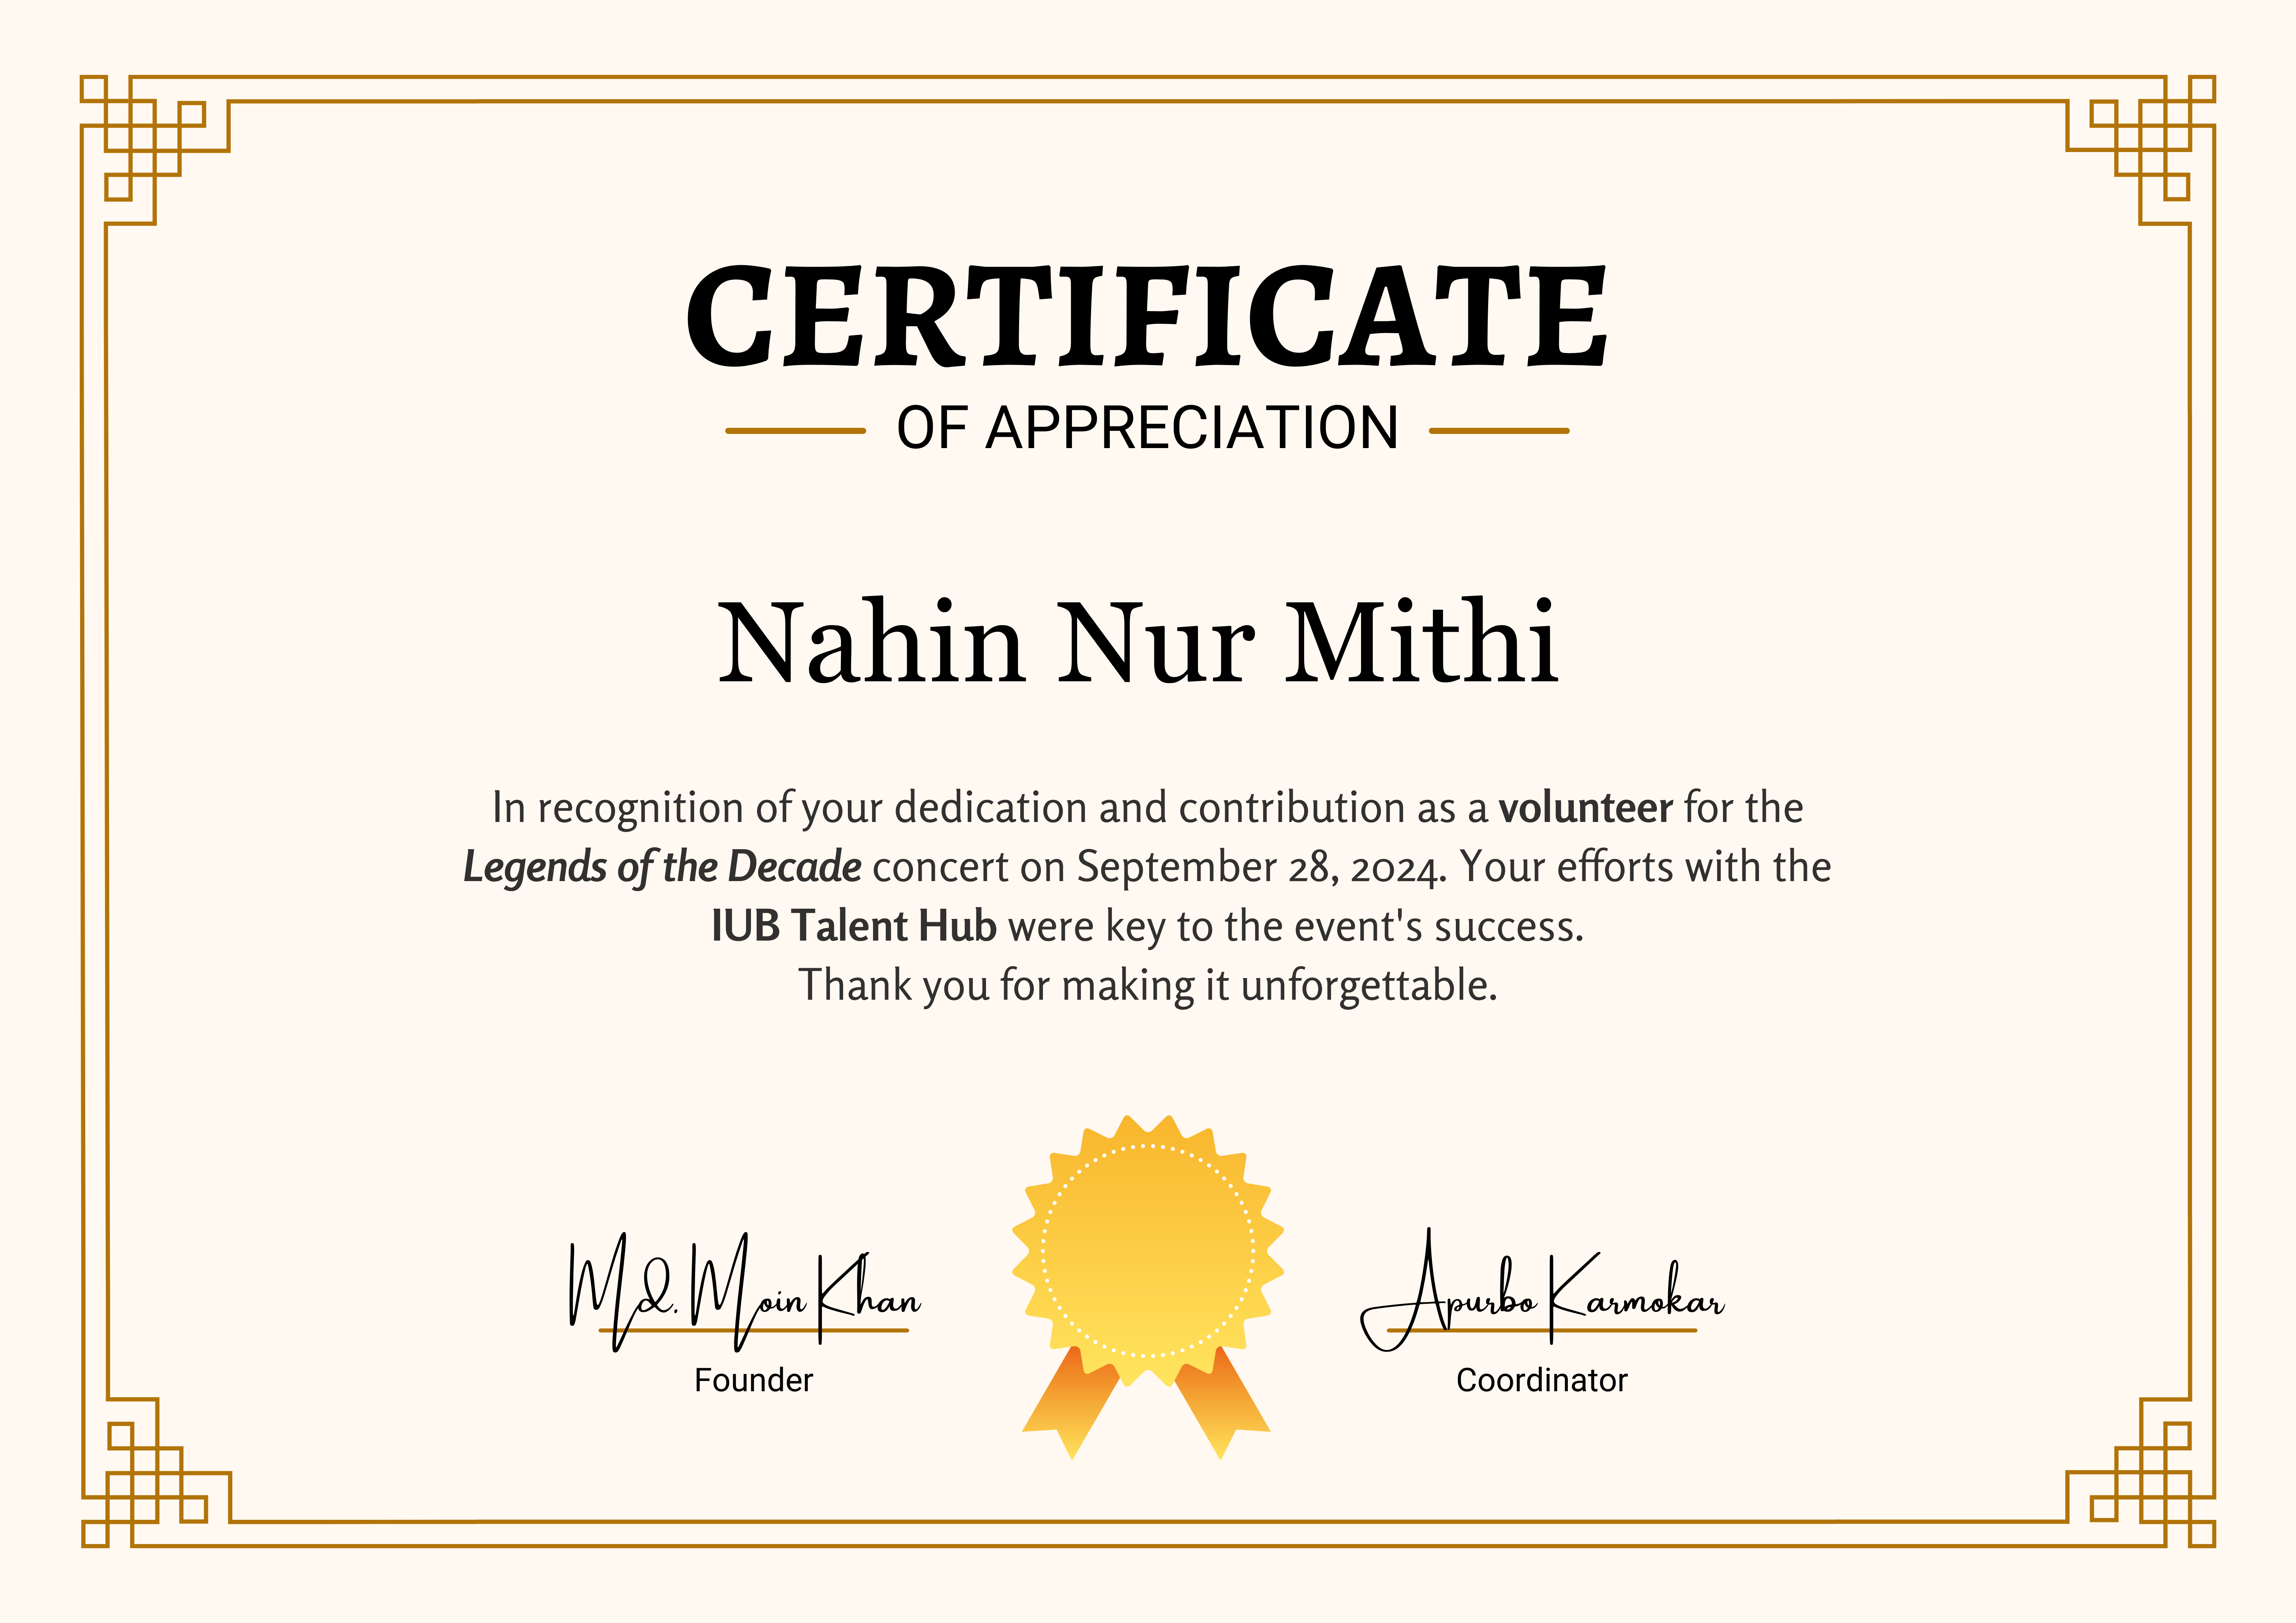 CERTIFICATE
OF APPRECIATION
Nahin Nur Mithi
In recognition of your dedication and contribution as a volunteer for the
Legends of the Decade concert on September 28, 2024. Your efforts with the
IUB Talent Hub were key to the event's success.
Thank you for making it unforgettable.
Md. Moin Khan
Founder
Apurbo Karmokar
Coordinator